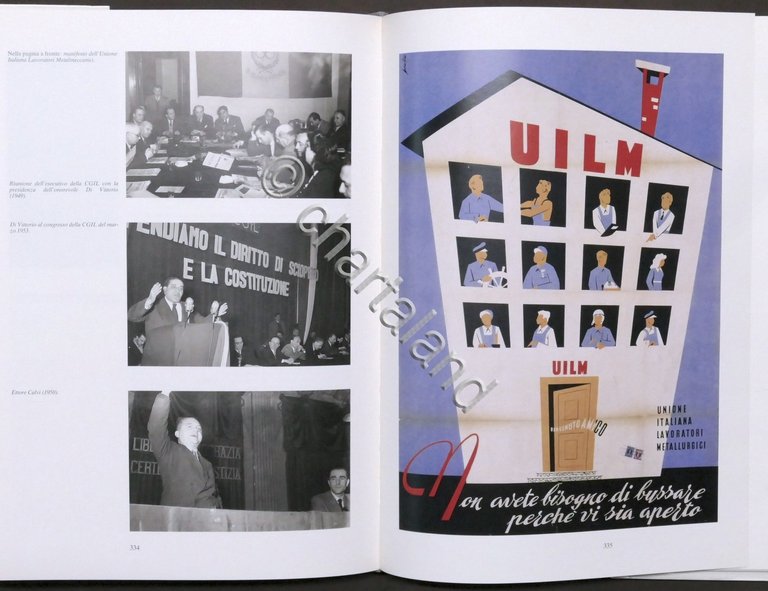 Nella pagina a fronte: manifesto dell'Unione
Italiana Lavoratori Metalmeccanici.
Riunione dell'esecutivo della CGIL con la
presidenza dell'onorevole Di Vittorio
(1949).
Di Vittorio al congresso della CGIL del mar-
zo 1953.
ENDIAMO IL DIRITTO DI SCIOPERO
E LA COSTITUZIONE
Ettore Calvi (1950).
334
UILM
UILM
BENVENUTO AMICO
UNIONE
ITALIANA
LAVORATORI
METALLURGICI
Non avete bisogno di bussare
perchè vi sia aperto
335
© chartaland